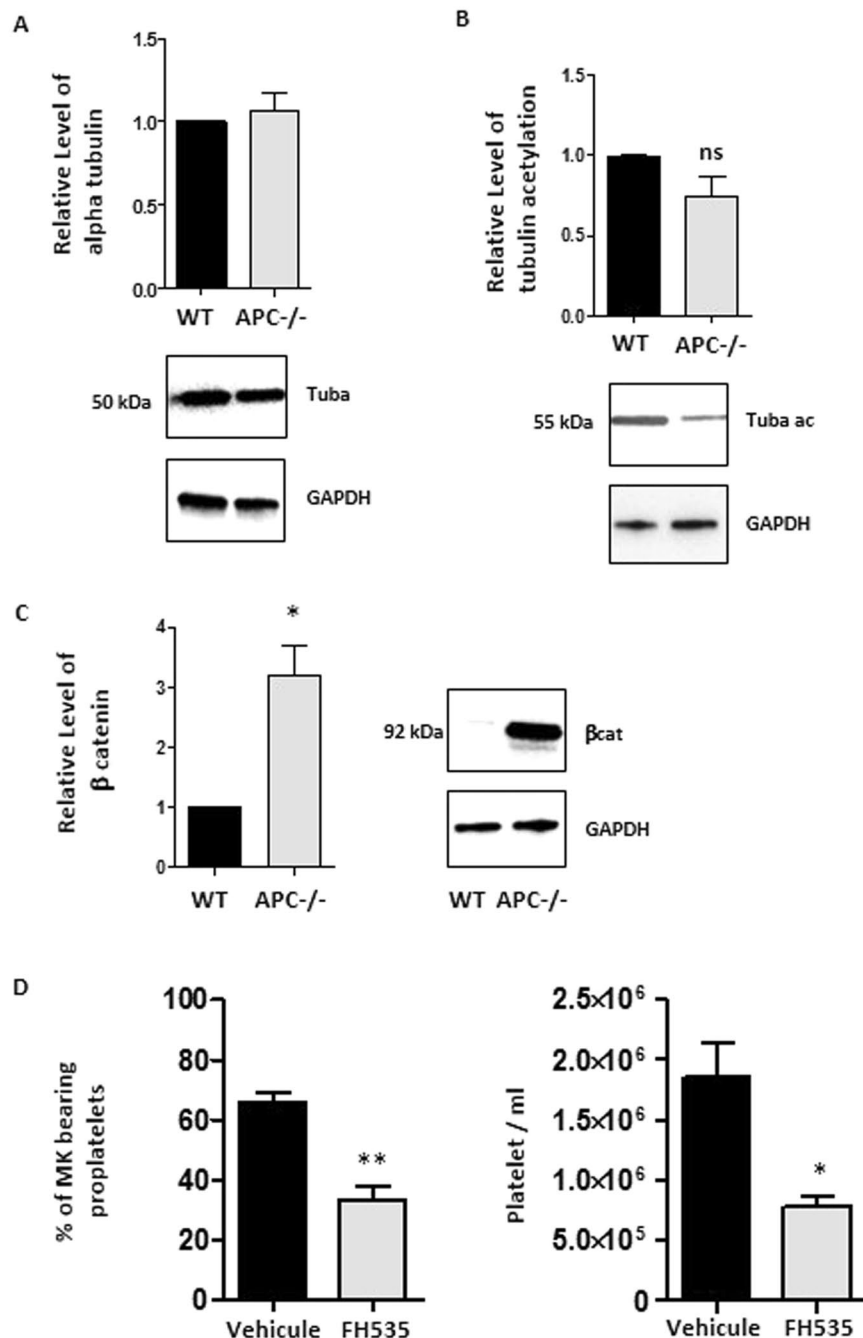 A
Relative Level of
alpha tubulin
1.5
1.0
0.5
0.0
WT APC-/-
50 kDa
Tuba
GAPDH
B
Relative Level of
tubulin acetylation
1.5
1.0
0.5
0.0
ns
WT APC-/-
55 kDa
Tuba ac
GAPDH
C
Relative Level of
β catenin
4
3
2
1
0
*
WT APC-/-
92 kDa
βcat
GAPDH
WT APC-/-
D
% of MK bearing
proplatelets
100
80
60
40
20
0
**
Vehicule FH535
Platelet / ml
2.5×10⁶
2.0×10⁶
1.5×10⁶
1.0×10⁶
5.0×10⁵
0
*
Vehicule FH535